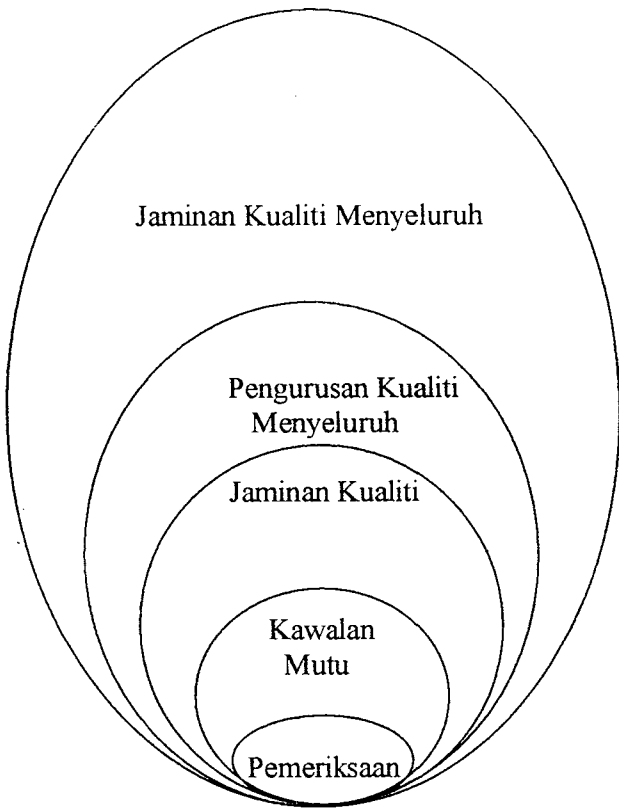 Jaminan Kualiti Menyeluruh
Pengurusan Kualiti
Menyeluruh
Jaminan Kualiti
Kawalan
Mutu
Pemeriksaan